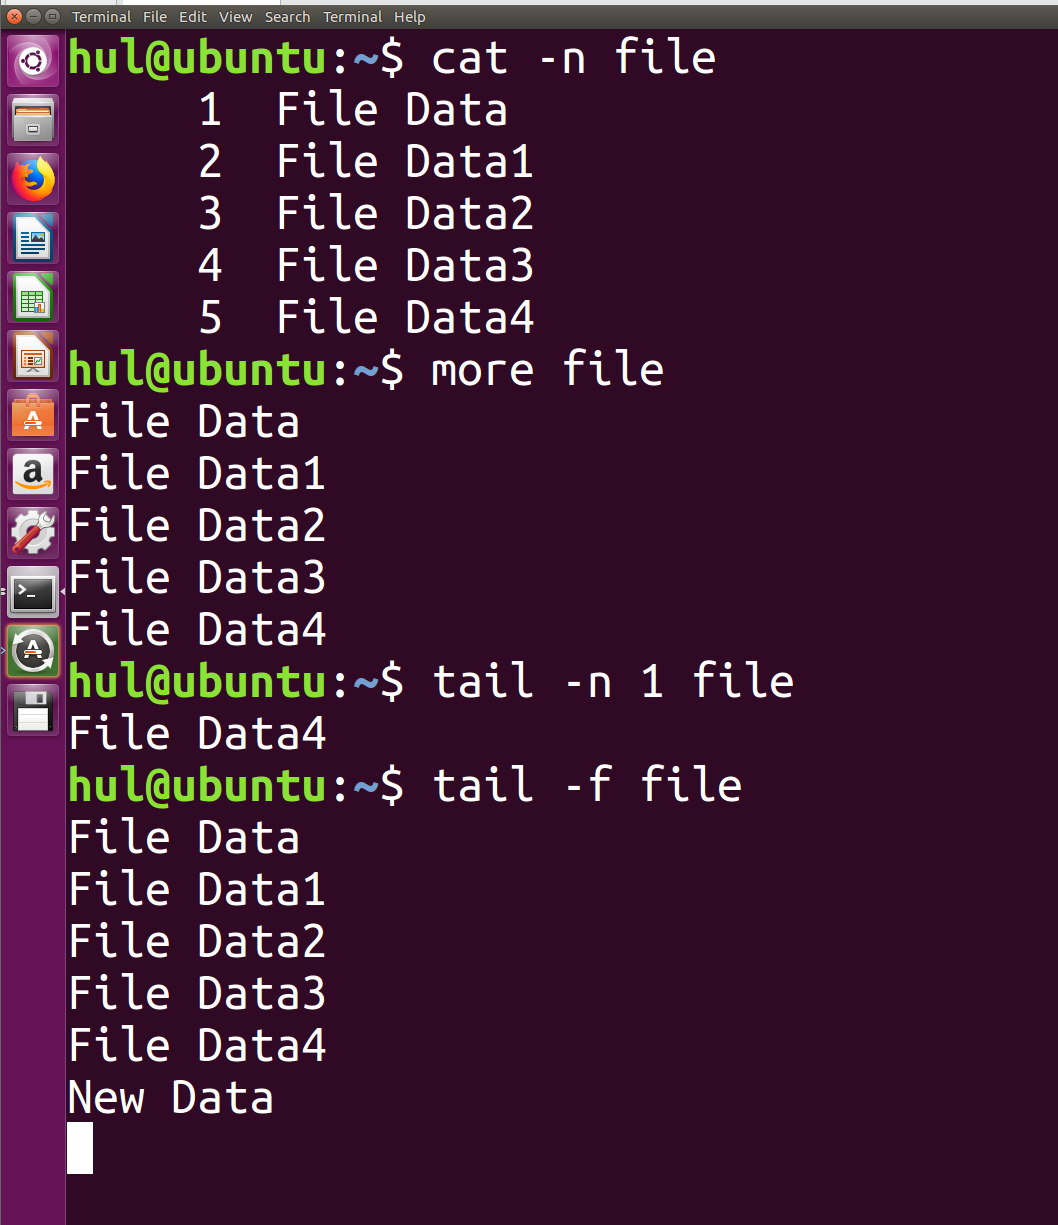 Terminal File Edit View Search Terminal Help
hul@ubuntu:~$ cat -n file
1 File Data
2 File Data1
3 File Data2
4 File Data3
5 File Data4
hul@ubuntu:~$ more file
File Data
File Data1
File Data2
File Data3
File Data4
hul@ubuntu:~$ tail -n 1 file
File Data4
hul@ubuntu:~$ tail -f file
File Data
File Data1
File Data2
File Data3
File Data4
New Data